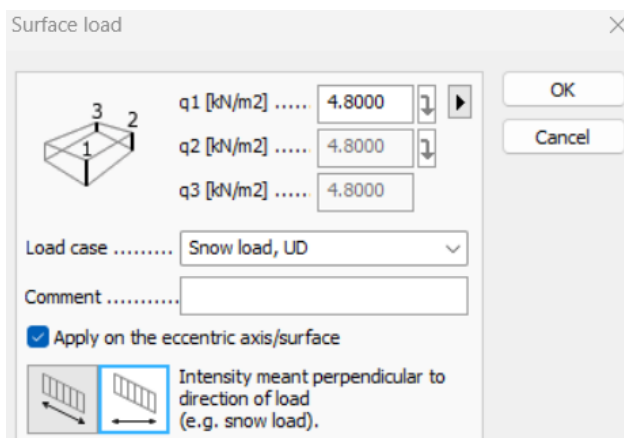 Surface load
3 2
1
q1 [kN/m2] ..... 4.8000
q2 [kN/m2] ..... 4.8000
q3 [kN/m2] ...... 4.8000
OK
Cancel
Load case ......... Snow load, UD
Comment ...........
Apply on the eccentric axis/surface
Intensity meant perpendicular to
direction of load
(e.g. snow load).